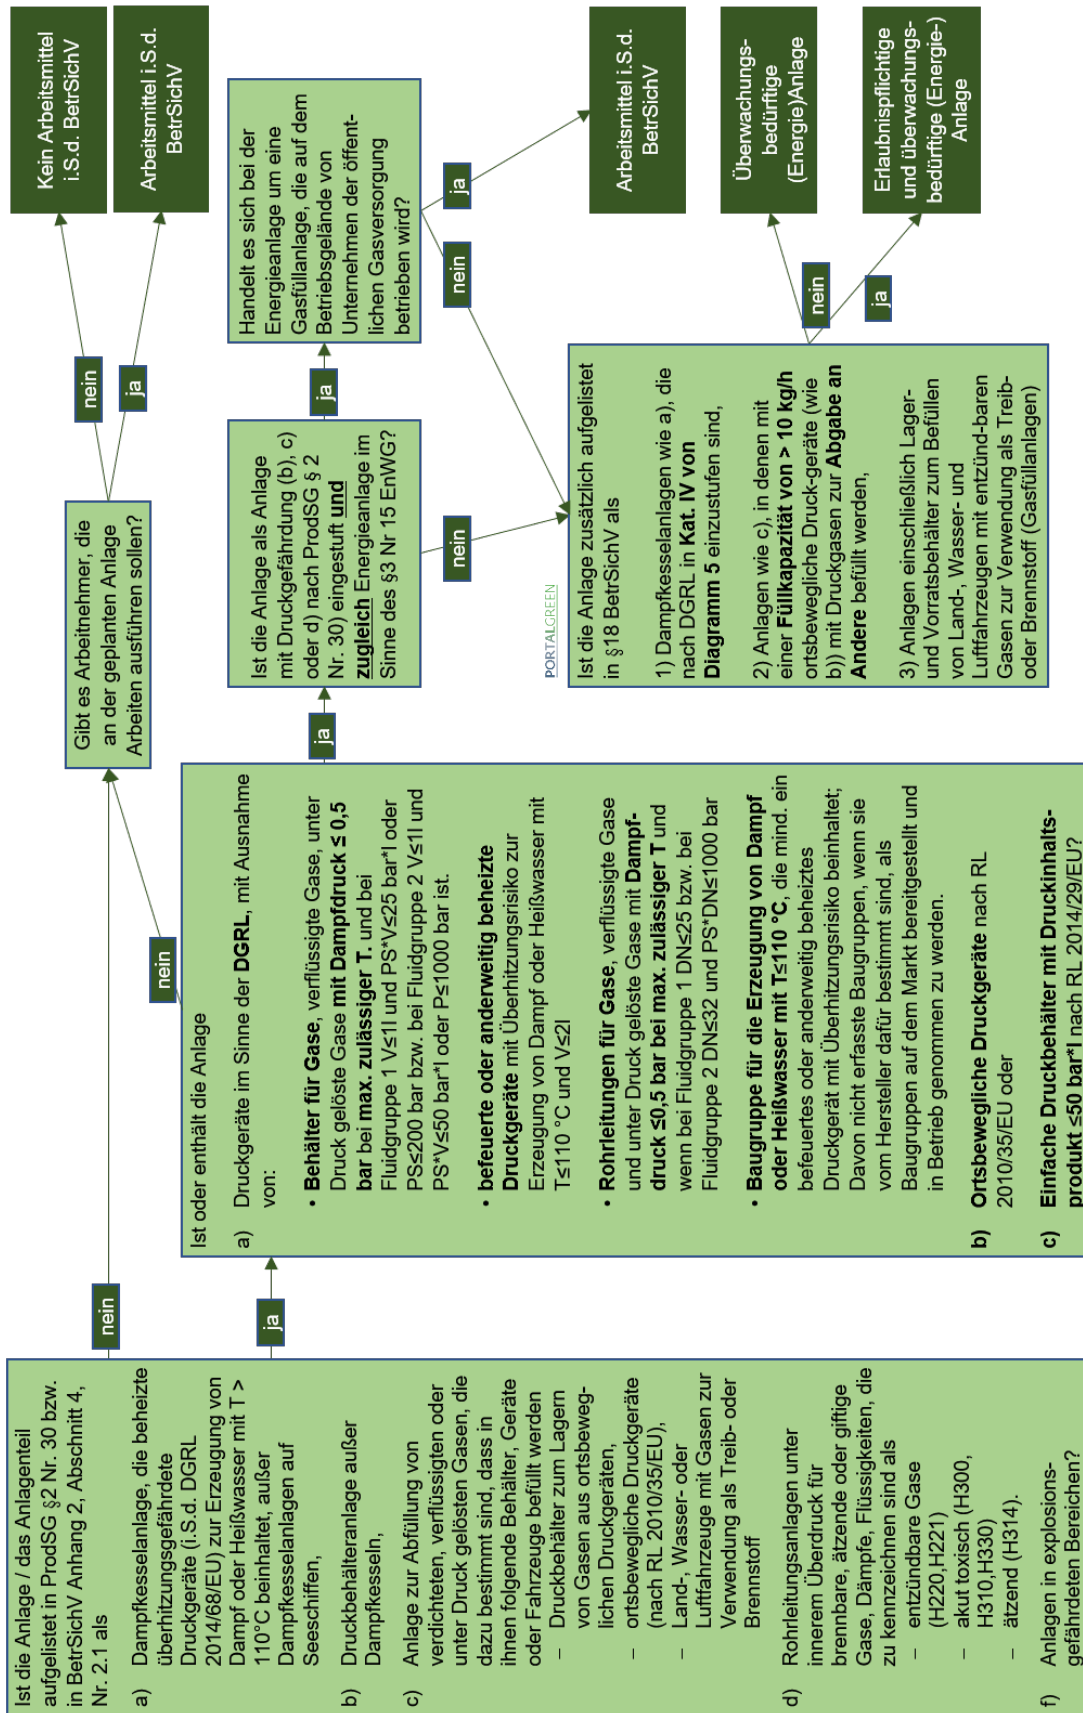 Ist die Anlage / das Anlagenteil
aufgelistet in ProdSG §2 Nr. 30 bzw.
in BetrSichV Anhang 2, Abschnitt 4,
Nr. 2.1 als
a) Dampfkesselanlage, die beheizte
überhitzungsgefährdete
Druckgeräte (i.S.d. DGRL
2014/68/EU) zur Erzeugung von
Dampf oder Heißwasser mit T >
110°C beinhaltet, außer
Dampfkesselanlagen auf
Seeschiffen,
b) Druckbehälteranlage außer
Dampfkesseln,
c) Anlage zur Abfüllung von
verdichteten, verflüssigten oder
unter Druck gelösten Gasen, die
dazu bestimmt sind, dass in
ihnen folgende Behälter, Geräte
oder Fahrzeuge befüllt werden
– Druckbehälter zum Lagern
von Gasen aus ortsbeweg-
lichen Druckgeräten,
– ortsbewegliche Druckgeräte
(nach RL 2010/35/EU),
– Land-, Wasser- oder
Luftfahrzeuge mit Gasen zur
Verwendung als Treib- oder
Brennstoff
d) Rohrleitungsanlagen unter
innerem Überdruck für
brennbare, ätzende oder giftige
Gase, Dämpfe, Flüssigkeiten, die
zu kennzeichnen sind als
– entzündbare Gase
(H220,H221)
– akut toxisch (H300,
H310,H330)
– ätzend (H314).
f) Anlagen in explosions-
gefährdeten Bereichen?
nein
ja
Ist oder enthält die Anlage
a) Druckgeräte im Sinne der DGRL, mit Ausnahme
von:
• Behälter für Gase, verflüssigte Gase, unter
Druck gelöste Gase mit Dampfdruck ≤ 0,5
bar bei max. zulässiger T. und bei
Fluidgruppe 1 V≤1l und PS*V≤25 bar*l oder
PS≤200 bar bzw. bei Fluidgruppe 2 V≤1l und
PS*V≤50 bar*l oder P≤1000 bar ist.
• befeuerte oder anderweitig beheizte
Druckgeräte mit Überhitzungsrisiko zur
Erzeugung von Dampf oder Heißwasser mit
T≤110 °C und V≤2l
• Rohrleitungen für Gase, verflüssigte Gase
und unter Druck gelöste Gase mit Dampf-
druck ≤0,5 bar bei max. zulässiger T und
wenn bei Fluidgruppe 1 DN≤25 bzw. bei
Fluidgruppe 2 DN≤32 und PS*DN≤1000 bar
• Baugruppe für die Erzeugung von Dampf
oder Heißwasser mit T≤110 °C, die mind. ein
befeuertes oder anderweitig beheiztes
Druckgerät mit Überhitzungsrisiko beinhaltet;
Davon nicht erfasste Baugruppen, wenn sie
vom Hersteller dafür bestimmt sind, als
Baugruppen auf dem Markt bereitgestellt und
in Betrieb genommen zu werden.
b) Ortsbewegliche Druckgeräte nach RL
2010/35/EU oder
c) Einfache Druckbehälter mit Druckinhalts-
produkt ≤50 bar*l nach RL 2014/29/EU?
nein
ja
Gibt es Arbeitnehmer, die
an der geplanten Anlage
Arbeiten ausführen sollen?
nein
ja
Kein Arbeitsmittel
i.S.d. BetrSichV
Arbeitsmittel i.S.d.
BetrSichV
Ist die Anlage als Anlage
mit Druckgefährdung (b), c)
oder d) nach ProdSG § 2
Nr. 30) eingestuft und
zugleich Energieanlage im
Sinne des §3 Nr 15 EnWG?
ja
nein
Handelt es sich bei der
Energieanlage um eine
Gasfüllanlage, die auf dem
Betriebsgelände von
Unternehmen der öffent-
lichen Gasversorgung
betrieben wird?
ja
nein
Arbeitsmittel i.S.d.
BetrSichV
PORTALGREEN
Ist die Anlage zusätzlich aufgelistet
in §18 BetrSichV als
1) Dampfkesselanlagen wie a), die
nach DGRL in Kat. IV von
Diagramm 5 einzustufen sind,
2) Anlagen wie c), in denen mit
einer Füllkapazität von > 10 kg/h
ortsbewegliche Druck-geräte (wie
b)) mit Druckgasen zur Abgabe an
Andere befüllt werden,
3) Anlagen einschließlich Lager-
und Vorratsbehälter zum Befüllen
von Land-, Wasser- und
Luftfahrzeugen mit entzünd-baren
Gasen zur Verwendung als Treib-
oder Brennstoff (Gasfüllanlagen)
nein
ja
Überwachungs-
bedürftige
(Energie)Anlage
Erlaubnispflichtige
und überwachungs-
bedürftige (Energie-)
Anlage